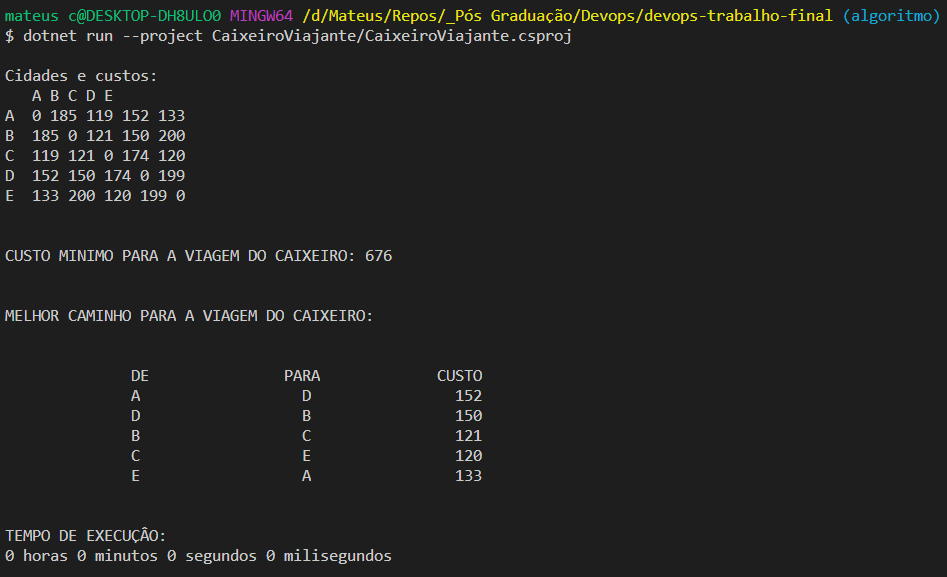 mateus c@DESKTOP-DH8ULO0 MINGW64 /d/Mateus/Repos/_Pós Graduação/Devops/devops-trabalho-final (algoritmo)
$ dotnet run --project CaixeiroViajante/CaixeiroViajante.csproj
Cidades e custos:
A B C D E
A 0 185 119 152 133
B 185 0 121 150 200
C 119 121 0 174 120
D 152 150 174 0 199
E 133 200 120 199 0
CUSTO MINIMO PARA A VIAGEM DO CAIXEIRO: 676
MELHOR CAMINHO PARA A VIAGEM DO CAIXEIRO:
DE PARA CUSTO
A D 152
D B 150
B C 121
C E 120
E A 133
TEMPO DE EXECUÇÂO:
0 horas 0 minutos 0 segundos 0 milisegundos